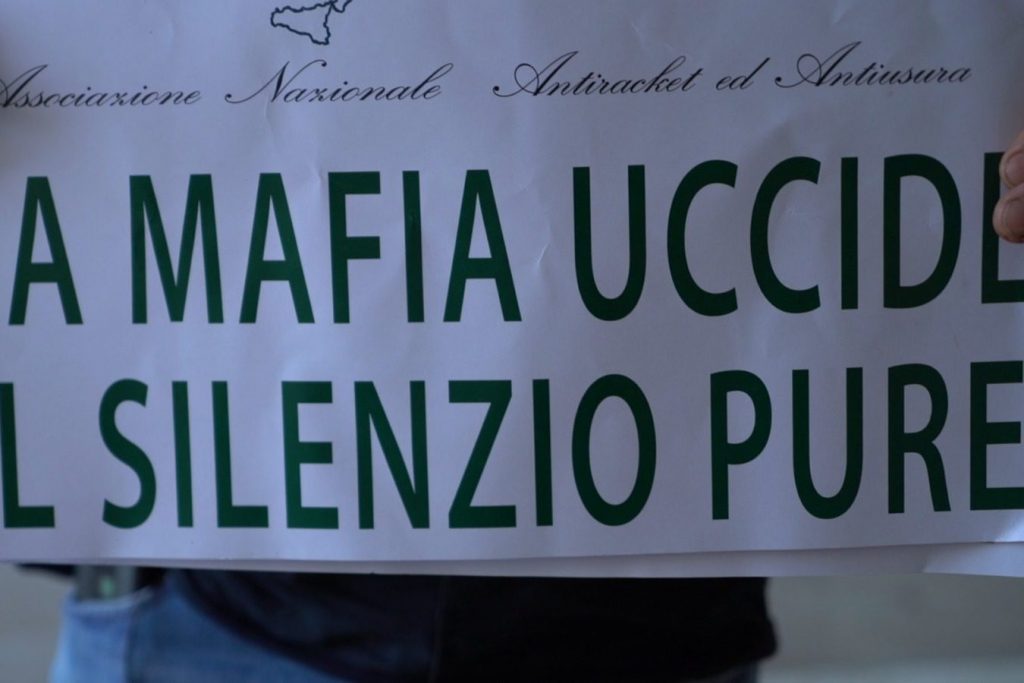 Associazione Nazionale Antiracket ed Antiusura
A MAFIA UCCIDE
L SILENZIO PURE